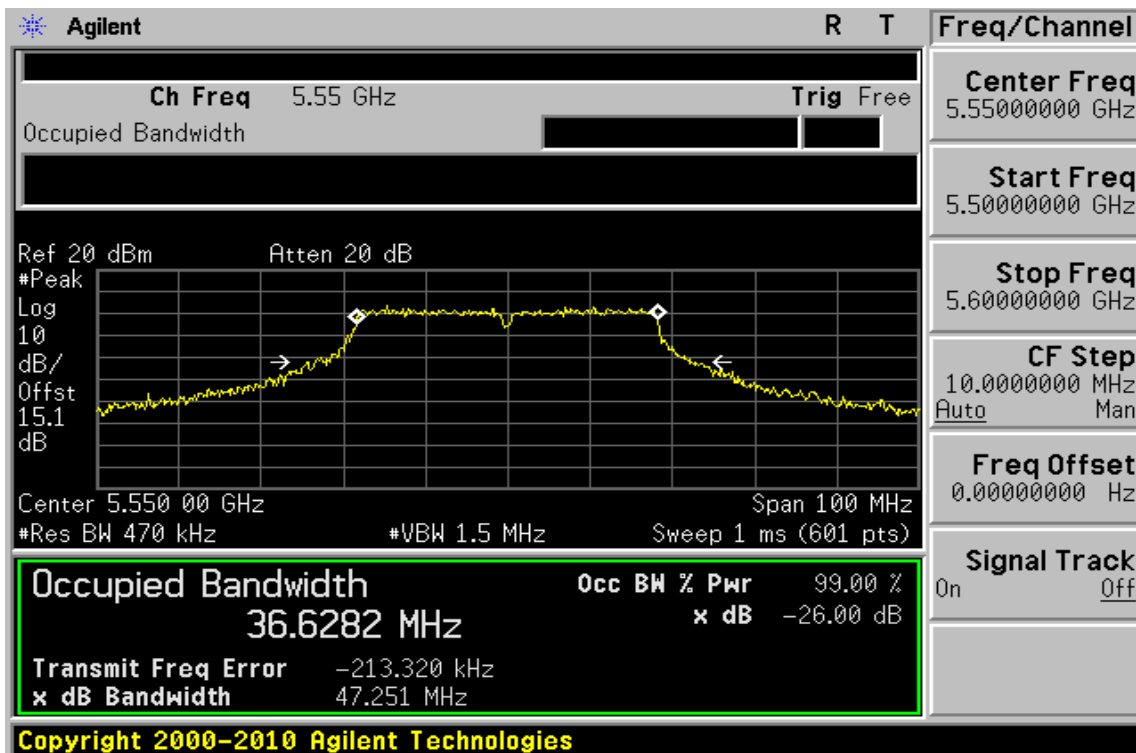 Agilent R T
Freq/Channel
Ch Freq 5.55 GHz Trig Free
Occupied Bandwidth
Center Freq
5.55000000 GHz
Start Freq
5.50000000 GHz
Stop Freq
5.60000000 GHz
CF Step
10.0000000 MHz
Auto Man
Freq Offset
0.00000000 Hz
Signal Track
On Off
Ref 20 dBm Atten 20 dB
#Peak
Log
10
dB/
Offst
15.1
dB
Center 5.550 00 GHz Span 100 MHz
#Res BW 470 kHz #VBW 1.5 MHz Sweep 1 ms (601 pts)
Occupied Bandwidth Occ BW % Pwr 99.00 %
36.6282 MHz x dB -26.00 dB
Transmit Freq Error -213.320 kHz
x dB Bandwidth 47.251 MHz
Copyright 2000-2010 Agilent Technologies